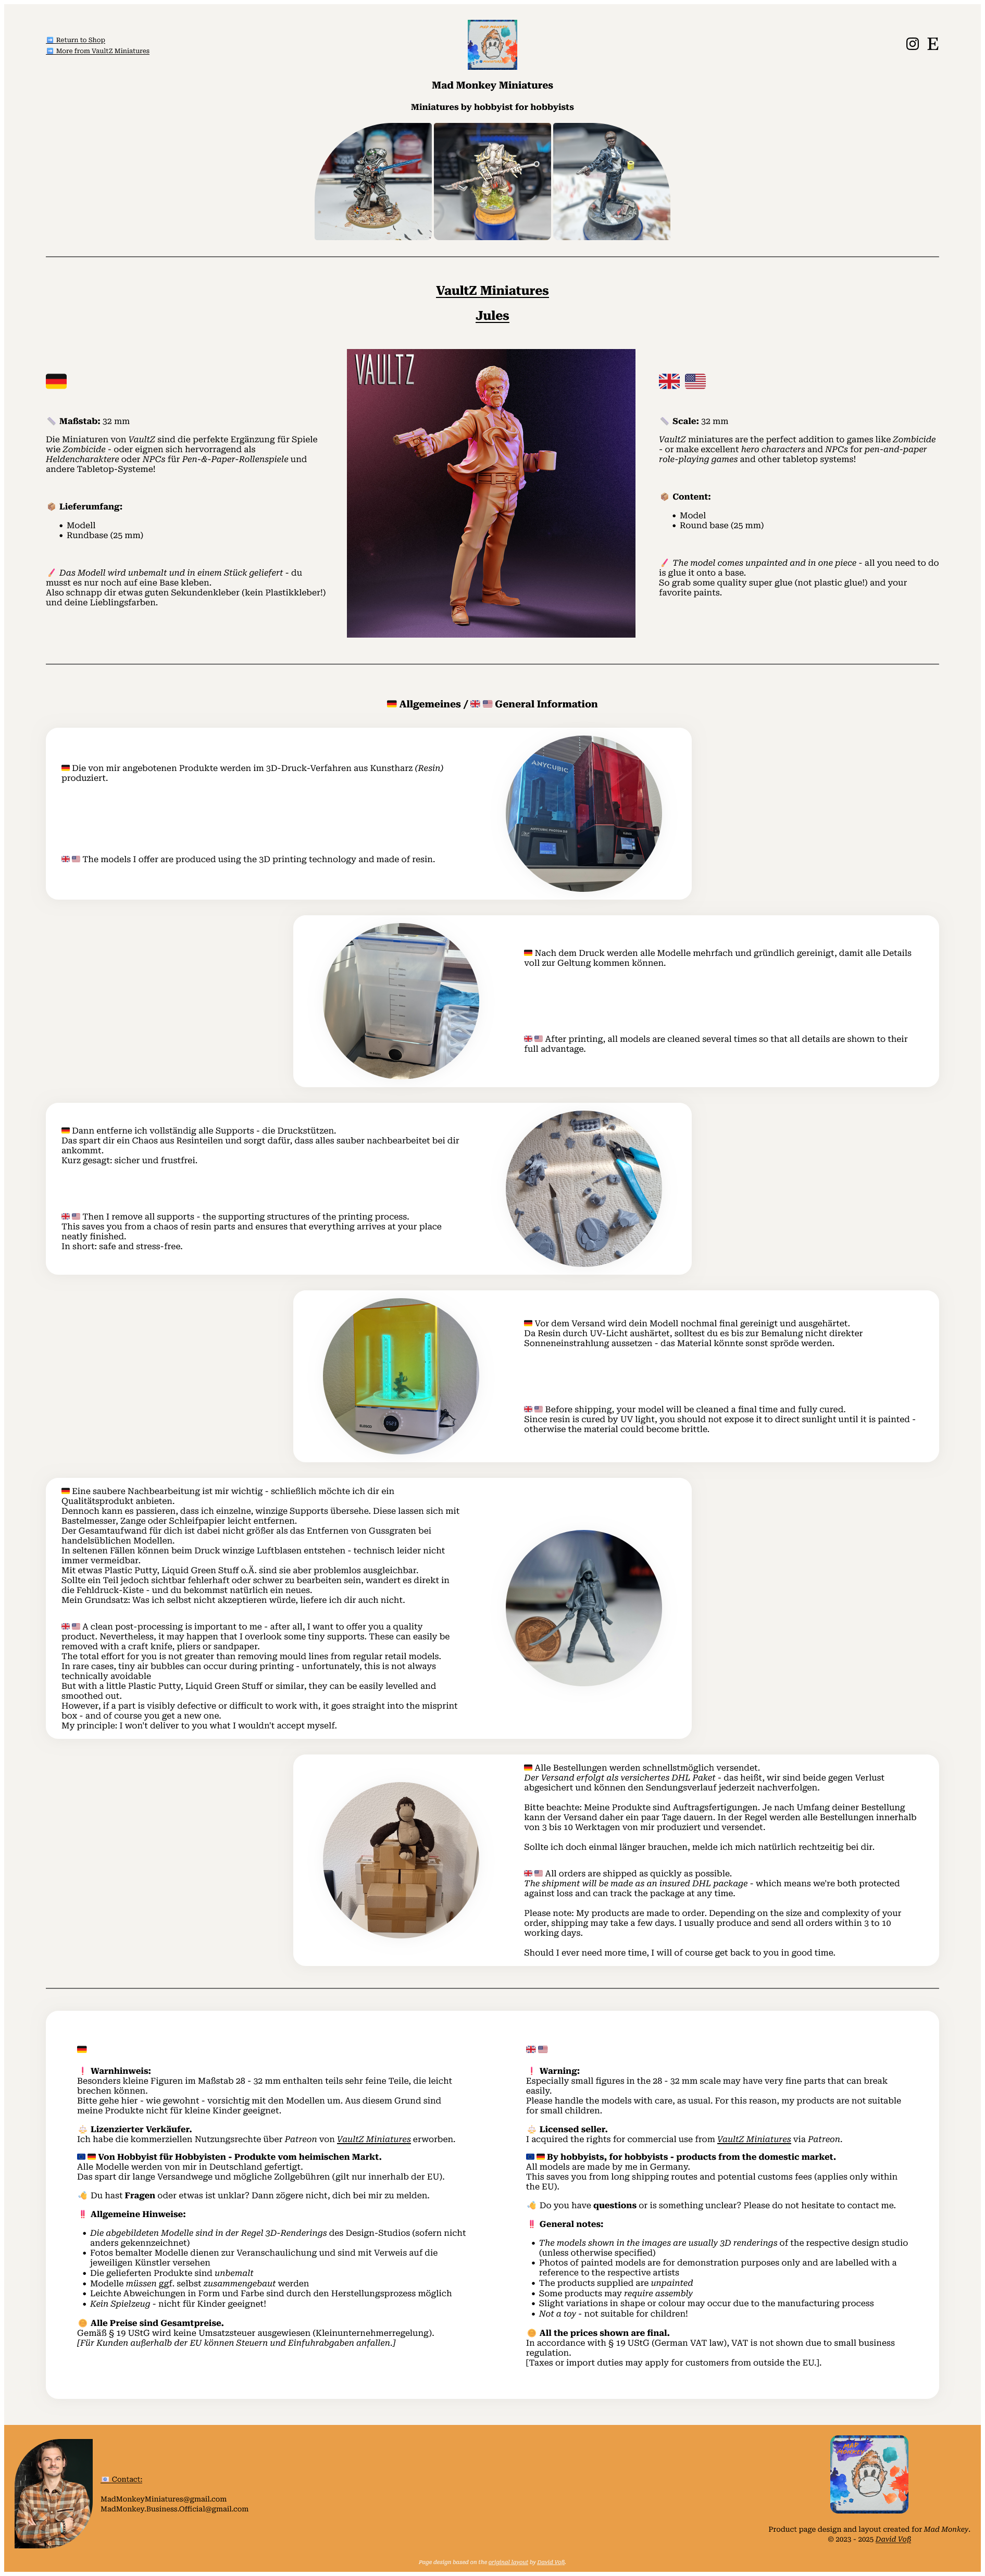 ➡️ Return to Shop
➡️ More from VaultZ Miniatures
E
Mad Monkey Miniatures
Miniatures by hobbyist for hobbyists
VaultZ Miniatures
Jules
Maßstab: 32 mm
Die Miniaturen von VaultZ sind die perfekte Ergänzung für Spiele
wie Zombicide - oder eignen sich hervorragend als
Heldencharaktere oder NPCs für Pen-&-Paper-Rollenspiele und
andere Tabletop-Systeme!
Lieferumfang:
• Modell
• Rundbase (25 mm)
Das Modell wird unbemalt und in einem Stück geliefert - du
musst es nur noch auf eine Base kleben.
Also schnapp dir etwas guten Sekundenkleber (kein Plastikkleber!)
und deine Lieblingsfarben.
VAULTZ
Scale: 32 mm
VaultZ miniatures are the perfect addition to games like Zombicide
- or make excellent hero characters and NPCs for pen-and-paper
role-playing games and other tabletop systems!
Content:
• Model
• Round base (25 mm)
The model comes unpainted and in one piece - all you need to do
is glue it onto a base.
So grab some quality super glue (not plastic glue!) and your
favorite paints.
Allgemeines / General Information
Die von mir angebotenen Produkte werden im 3D-Druck-Verfahren aus Kunstharz (Resin)
produziert.
The models I offer are produced using the 3D printing technology and made of resin.
ANYCUBIC
Nach dem Druck werden alle Modelle mehrfach und gründlich gereinigt, damit alle Details
voll zur Geltung kommen können.
After printing, all models are cleaned several times so that all details are shown to their
full advantage.
Dann entferne ich vollständig alle Supports - die Druckstützen.
Das spart dir ein Chaos aus Resinteilen und sorgt dafür, dass alles sauber nachbearbeitet bei dir
ankommt.
Kurz gesagt: sicher und frustfrei.
Then I remove all supports - the supporting structures of the printing process.
This saves you from a chaos of resin parts and ensures that everything arrives at your place
neatly finished.
In short: safe and stress-free.
Vor dem Versand wird dein Modell nochmal final gereinigt und ausgehärtet.
Da Resin durch UV-Licht aushärtet, solltest du es bis zur Bemalung nicht direkter
Sonneneinstrahlung aussetzen - das Material könnte sonst spröde werden.
Before shipping, your model will be cleaned a final time and fully cured.
Since resin is cured by UV light, you should not expose it to direct sunlight until it is painted -
otherwise the material could become brittle.
Eine saubere Nachbearbeitung ist mir wichtig - schließlich möchte ich dir ein
Qualitätsprodukt anbieten.
Dennoch kann es passieren, dass ich einzelne, winzige Supports übersehe. Diese lassen sich mit
Bastelmesser, Zange oder Schleifpapier leicht entfernen.
Der Gesamtaufwand für dich ist dabei nicht größer als das Entfernen von Gussgraten bei
handelsüblichen Modellen.
In seltenen Fällen können beim Druck winzige Luftblasen entstehen - technisch leider nicht
immer vermeidbar.
Mit etwas Plastic Putty, Liquid Green Stuff o.Ä. sind sie aber problemlos ausgleichbar.
Sollte ein Teil jedoch sichtbar fehlerhaft oder schwer zu bearbeiten sein, wandert es direkt in
die Fehldruck-Kiste - und du bekommst natürlich ein neues.
Mein Grundsatz: Was ich selbst nicht akzeptieren würde, liefere ich dir auch nicht.
A clean post-processing is important to me - after all, I want to offer you a quality
product. Nevertheless, it may happen that I overlook some tiny supports. These can easily be
removed with a craft knife, pliers or sandpaper.
The total effort for you is not greater than removing mould lines from regular retail models.
In rare cases, tiny air bubbles can occur during printing - unfortunately, this is not always
technically avoidable
But with a little Plastic Putty, Liquid Green Stuff or similar, they can be easily levelled and
smoothed out.
However, if a part is visibly defective or difficult to work with, it goes straight into the misprint
box - and of course you get a new one.
My principle: I won't deliver to you what I wouldn't accept myself.
Alle Bestellungen werden schnellstmöglich versendet.
Der Versand erfolgt als versichertes DHL Paket - das heißt, wir sind beide gegen Verlust
abgesichert und können den Sendungsverlauf jederzeit nachverfolgen.
Bitte beachte: Meine Produkte sind Auftragsfertigungen. Je nach Umfang deiner Bestellung
kann der Versand daher ein paar Tage dauern. In der Regel werden alle Bestellungen innerhalb
von 3 bis 10 Werktagen von mir produziert und versendet.
Sollte ich doch einmal länger brauchen, melde ich mich natürlich rechtzeitig bei dir.
All orders are shipped as quickly as possible.
The shipment will be made as an insured DHL package - which means we're both protected
against loss and can track the package at any time.
Please note: My products are made to order. Depending on the size and complexity of your
order, shipping may take a few days. I usually produce and send all orders within 3 to 10
working days.
Should I ever need more time, I will of course get back to you in good time.
❗ Warnhinweis:
Besonders kleine Figuren im Maßstab 28 - 32 mm enthalten teils sehr feine Teile, die leicht
brechen können.
Bitte gehe hier - wie gewohnt - vorsichtig mit den Modellen um. Aus diesem Grund sind
meine Produkte nicht für kleine Kinder geeignet.
Lizenzierter Verkäufer.
Ich habe die kommerziellen Nutzungsrechte über Patreon von VaultZ Miniatures erworben.
Von Hobbyist für Hobbyisten - Produkte vom heimischen Markt.
Alle Modelle werden von mir in Deutschland gefertigt.
Das spart dir lange Versandwege und mögliche Zollgebühren (gilt nur innerhalb der EU).
Du hast Fragen oder etwas ist unklar? Dann zögere nicht, dich bei mir zu melden.
‼️ Allgemeine Hinweise:
• Die abgebildeten Modelle sind in der Regel 3D-Renderings des Design-Studios (sofern nicht
anders gekennzeichnet)
• Fotos bemalter Modelle dienen zur Veranschaulichung und sind mit Verweis auf die
jeweiligen Künstler versehen
• Die gelieferten Produkte sind unbemalt
• Modelle müssen ggf. selbst zusammengebaut werden
• Leichte Abweichungen in Form und Farbe sind durch den Herstellungsprozess möglich
• Kein Spielzeug - nicht für Kinder geeignet!
Alle Preise sind Gesamtpreise.
Gemäß § 19 UStG wird keine Umsatzsteuer ausgewiesen (Kleinunternehmerregelung).
[Für Kunden außerhalb der EU können Steuern und Einfuhrabgaben anfallen.]
❗ Warning:
Especially small figures in the 28 - 32 mm scale may have very fine parts that can break
easily.
Please handle the models with care, as usual. For this reason, my products are not suitable
for small children.
Licensed seller.
I acquired the rights for commercial use from VaultZ Miniatures via Patreon.
By hobbyists, for hobbyists - products from the domestic market.
All models are made by me in Germany.
This saves you from long shipping routes and potential customs fees (applies only within
the EU).
Do you have questions or is something unclear? Please do not hesitate to contact me.
‼️ General notes:
• The models shown in the images are usually 3D renderings of the respective design studio
(unless otherwise specified)
• Photos of painted models are for demonstration purposes only and are labelled with a
reference to the respective artists
• The products supplied are unpainted
• Some products may require assembly
• Slight variations in shape or colour may occur due to the manufacturing process
• Not a toy - not suitable for children!
All the prices shown are final.
In accordance with § 19 UStG (German VAT law), VAT is not shown due to small business
regulation.
[Taxes or import duties may apply for customers from outside the EU.].
Contact:
MadMonkeyMiniatures@gmail.com
MadMonkey.Business.Official@gmail.com
MAD
MONKEY
Product page design and layout created for Mad Monkey.
© 2023 - 2025 David Voß
Page design based on the original layout by David Voß